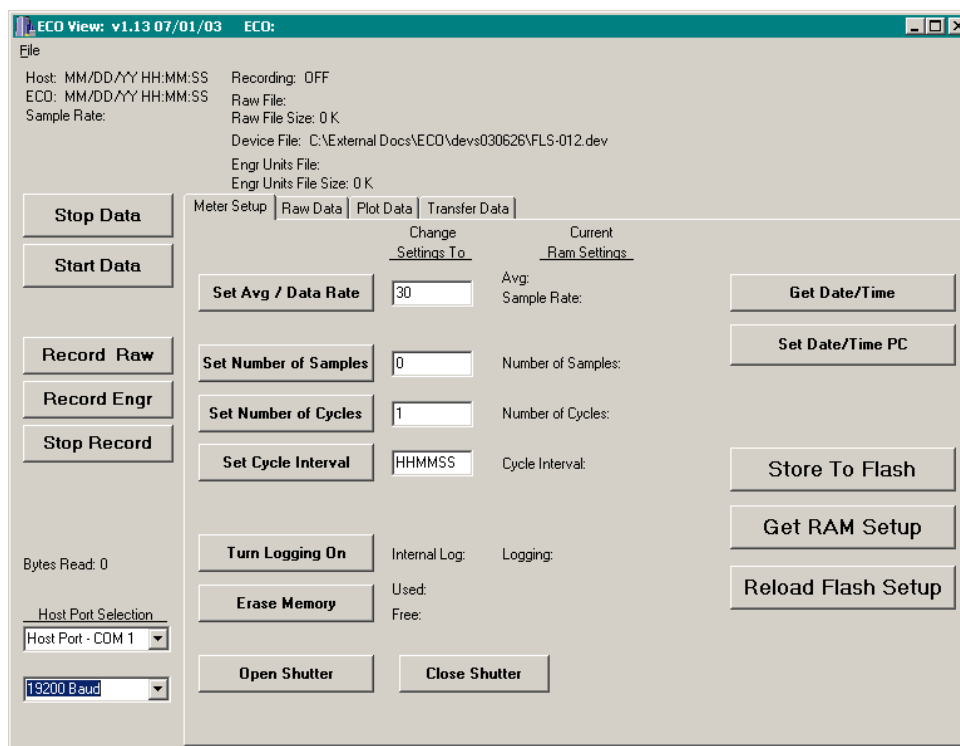 ECO View: v1.13 07/01/03 ECO:
File
Host: MM/DD/YY HH:MM:SS
ECO: MM/DD/YY HH:MM:SS
Sample Rate:
Recording: OFF
Raw File:
Raw File Size: 0 K
Device File: C:\External Docs\ECO\devs030626\FLS-012.dev
Engr Units File:
Engr Units File Size: 0 K
Stop Data
Start Data
Record Raw
Record Engr
Stop Record
Bytes Read: 0
Host Port Selection
Host Port - COM 1
19200 Baud
Meter Setup Raw Data Plot Data Transfer Data
Change
Settings To
Current
Ram Settings
Set Avg / Data Rate 30
Avg:
Sample Rate:
Set Number of Samples 0 Number of Samples:
Set Number of Cycles 1 Number of Cycles:
Set Cycle Interval HHMMSS Cycle Interval:
Turn Logging On Internal Log: Logging:
Erase Memory
Used:
Free:
Open Shutter Close Shutter
Get Date/Time
Set Date/Time PC
Store To Flash
Get RAM Setup
Reload Flash Setup